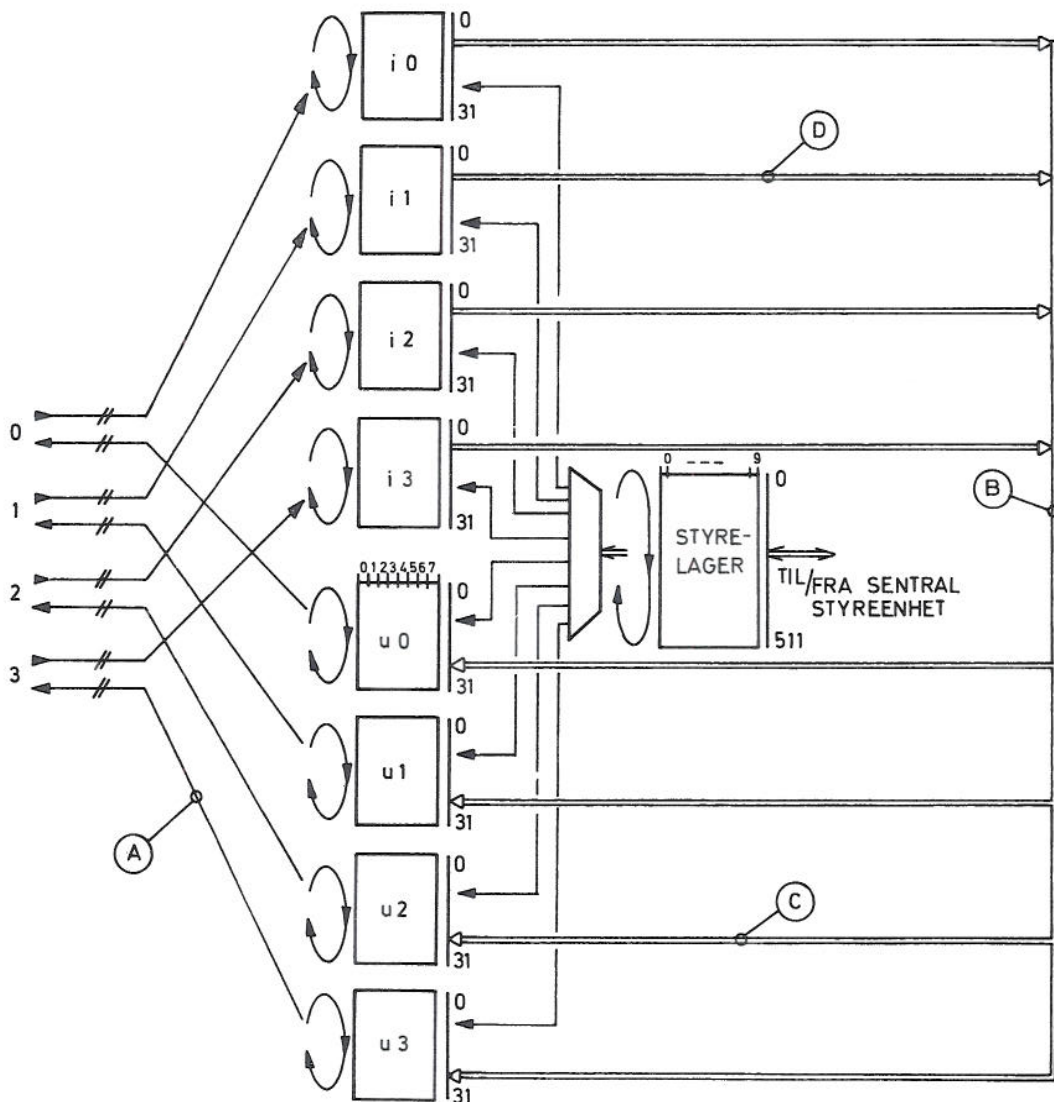 0
i 0
31
D
0
i 1
31
0
i 2
31
0
1
2
3
0
i 3
31
0 ---- 9
STYRE-
LAGER
0
511
TIL/FRA SENTRAL
STYREENHET
B
01234567
0
u 0
31
0
u 1
31
A
0
u 2
31
C
0
u 3
31